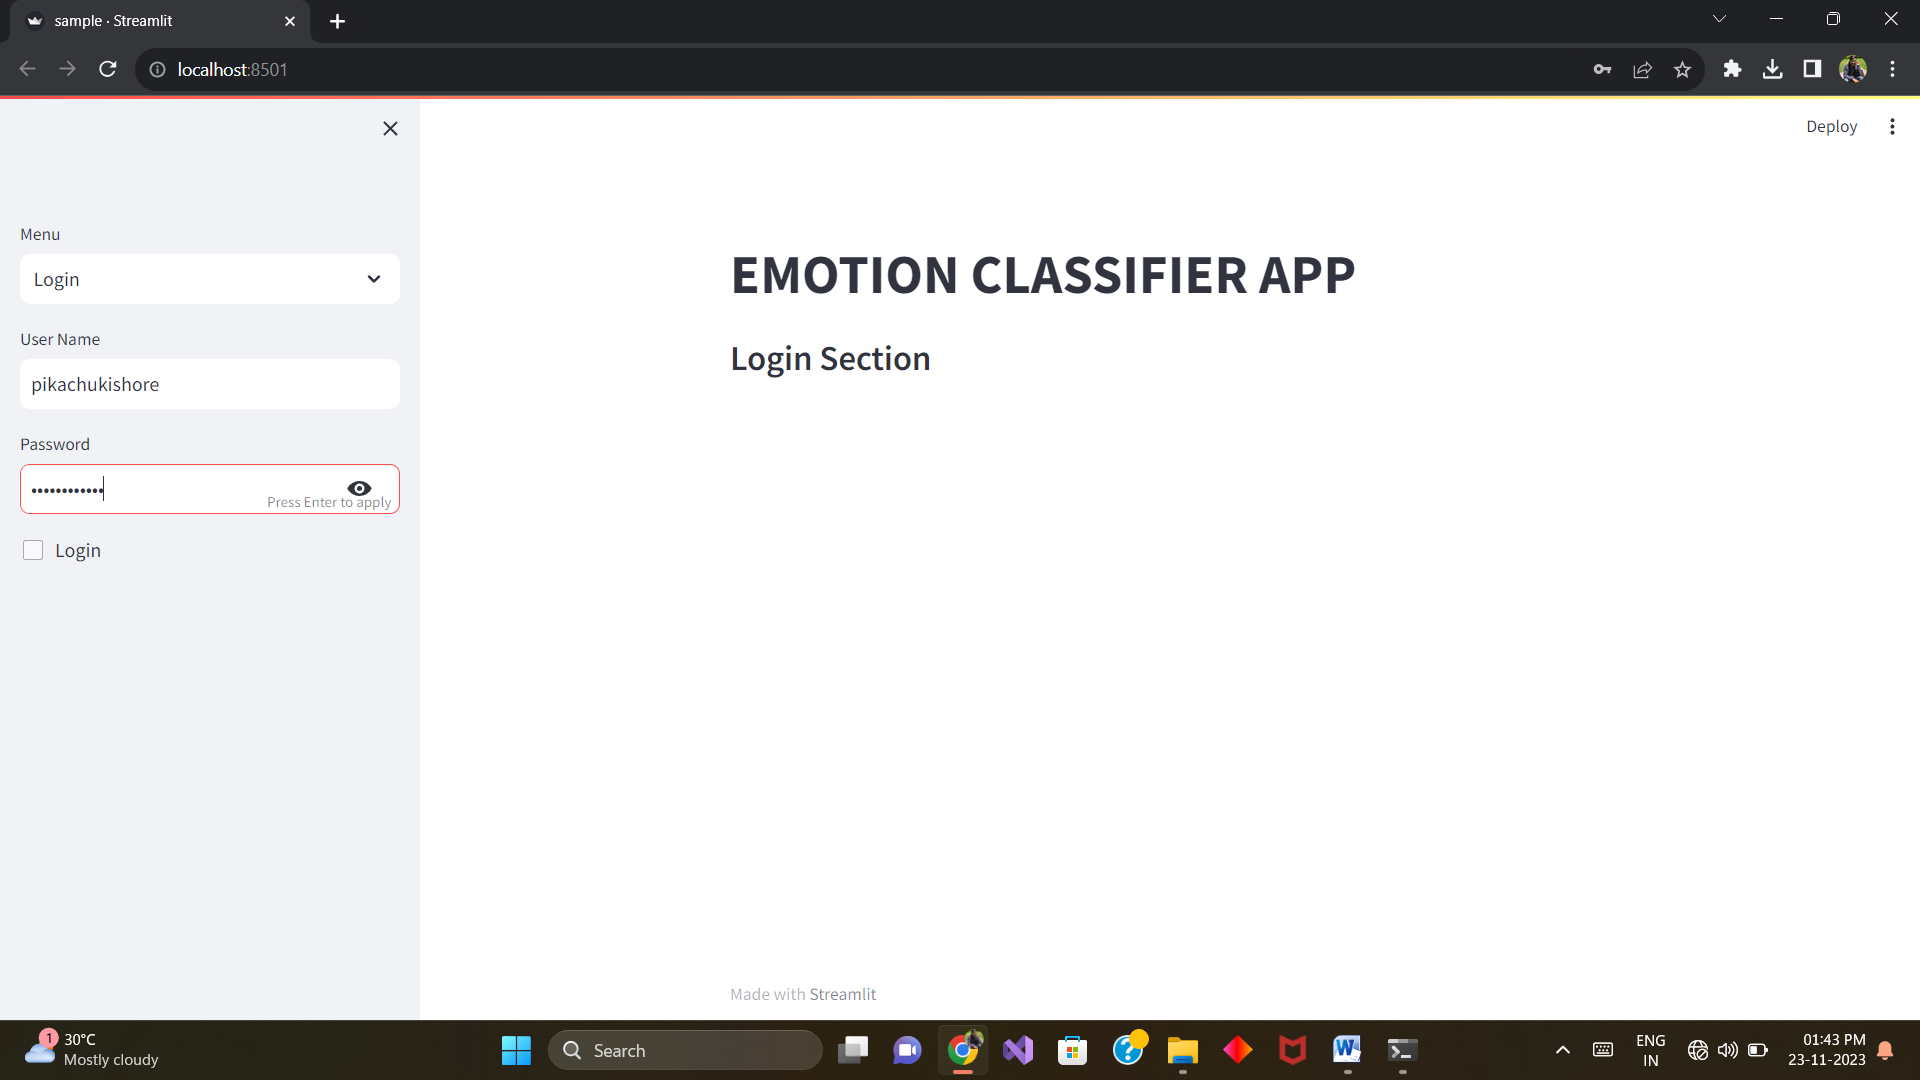 sample · Streamlit
localhost:8501
Deploy
Menu
Login
User Name
pikachukishore
Password
••••••••••••
Press Enter to apply
Login
EMOTION CLASSIFIER APP
Login Section
Made with Streamlit
1
30°C
Mostly cloudy
Search
ENG
IN
01:43 PM
23-11-2023